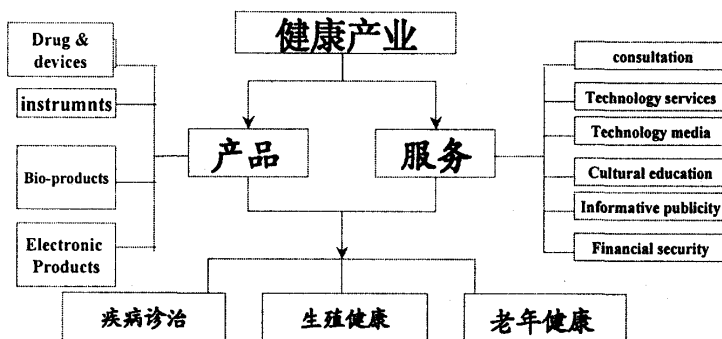 健康产业
Drug &
devices
instrumnts
Bio-products
Electronic
Products
产品
服务
consultation
Technology services
Technology media
Cultural education
Informative publicity
Financial security
疾病诊治
生殖健康
老年健康